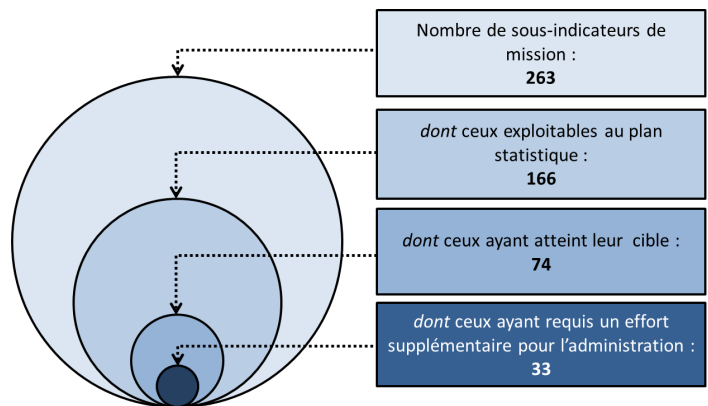 Nombre de sous-indicateurs de
mission :
263
dont ceux exploitables au plan
statistique :
166
dont ceux ayant atteint leur cible :
74
dont ceux ayant requis un effort
supplémentaire pour l’administration :
33